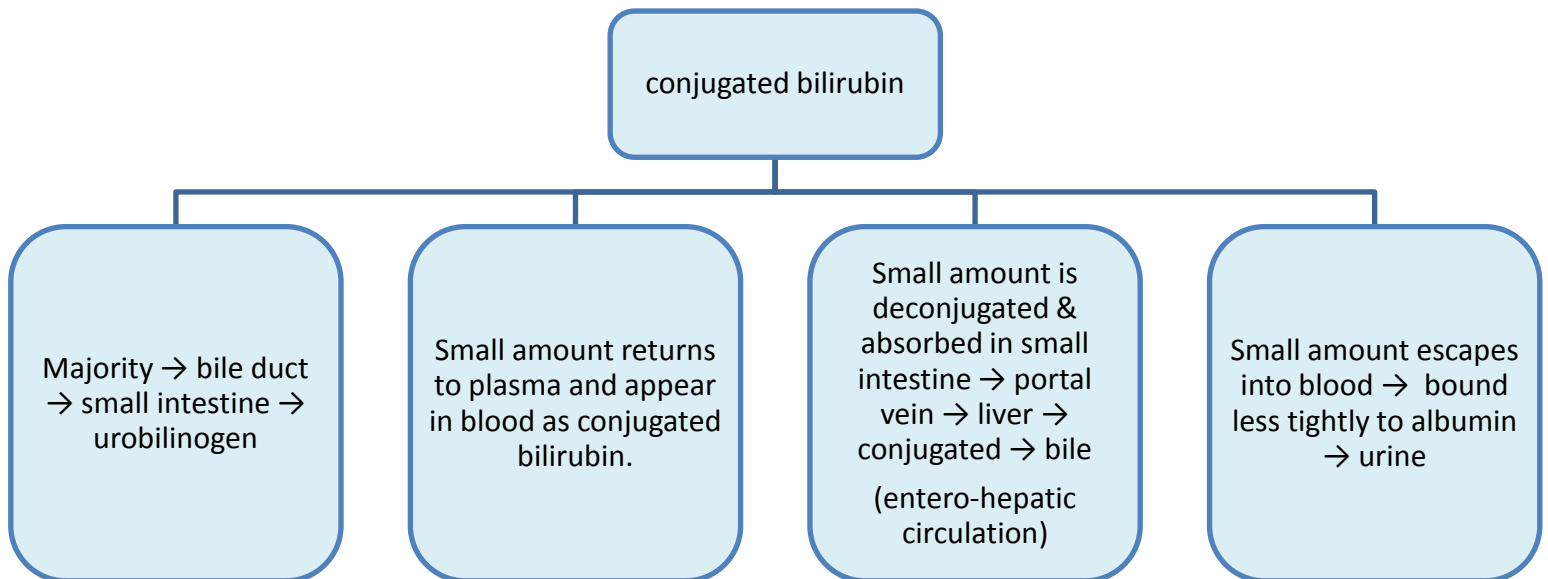 conjugated bilirubin
Majority → bile duct
→ small intestine →
urobilinogen
Small amount returns
to plasma and appear
in blood as conjugated
bilirubin.
Small amount is
deconjugated &
absorbed in small
intestine → portal
vein → liver →
conjugated → bile
(entero-hepatic
circulation)
Small amount escapes
into blood → bound
less tightly to albumin
→ urine